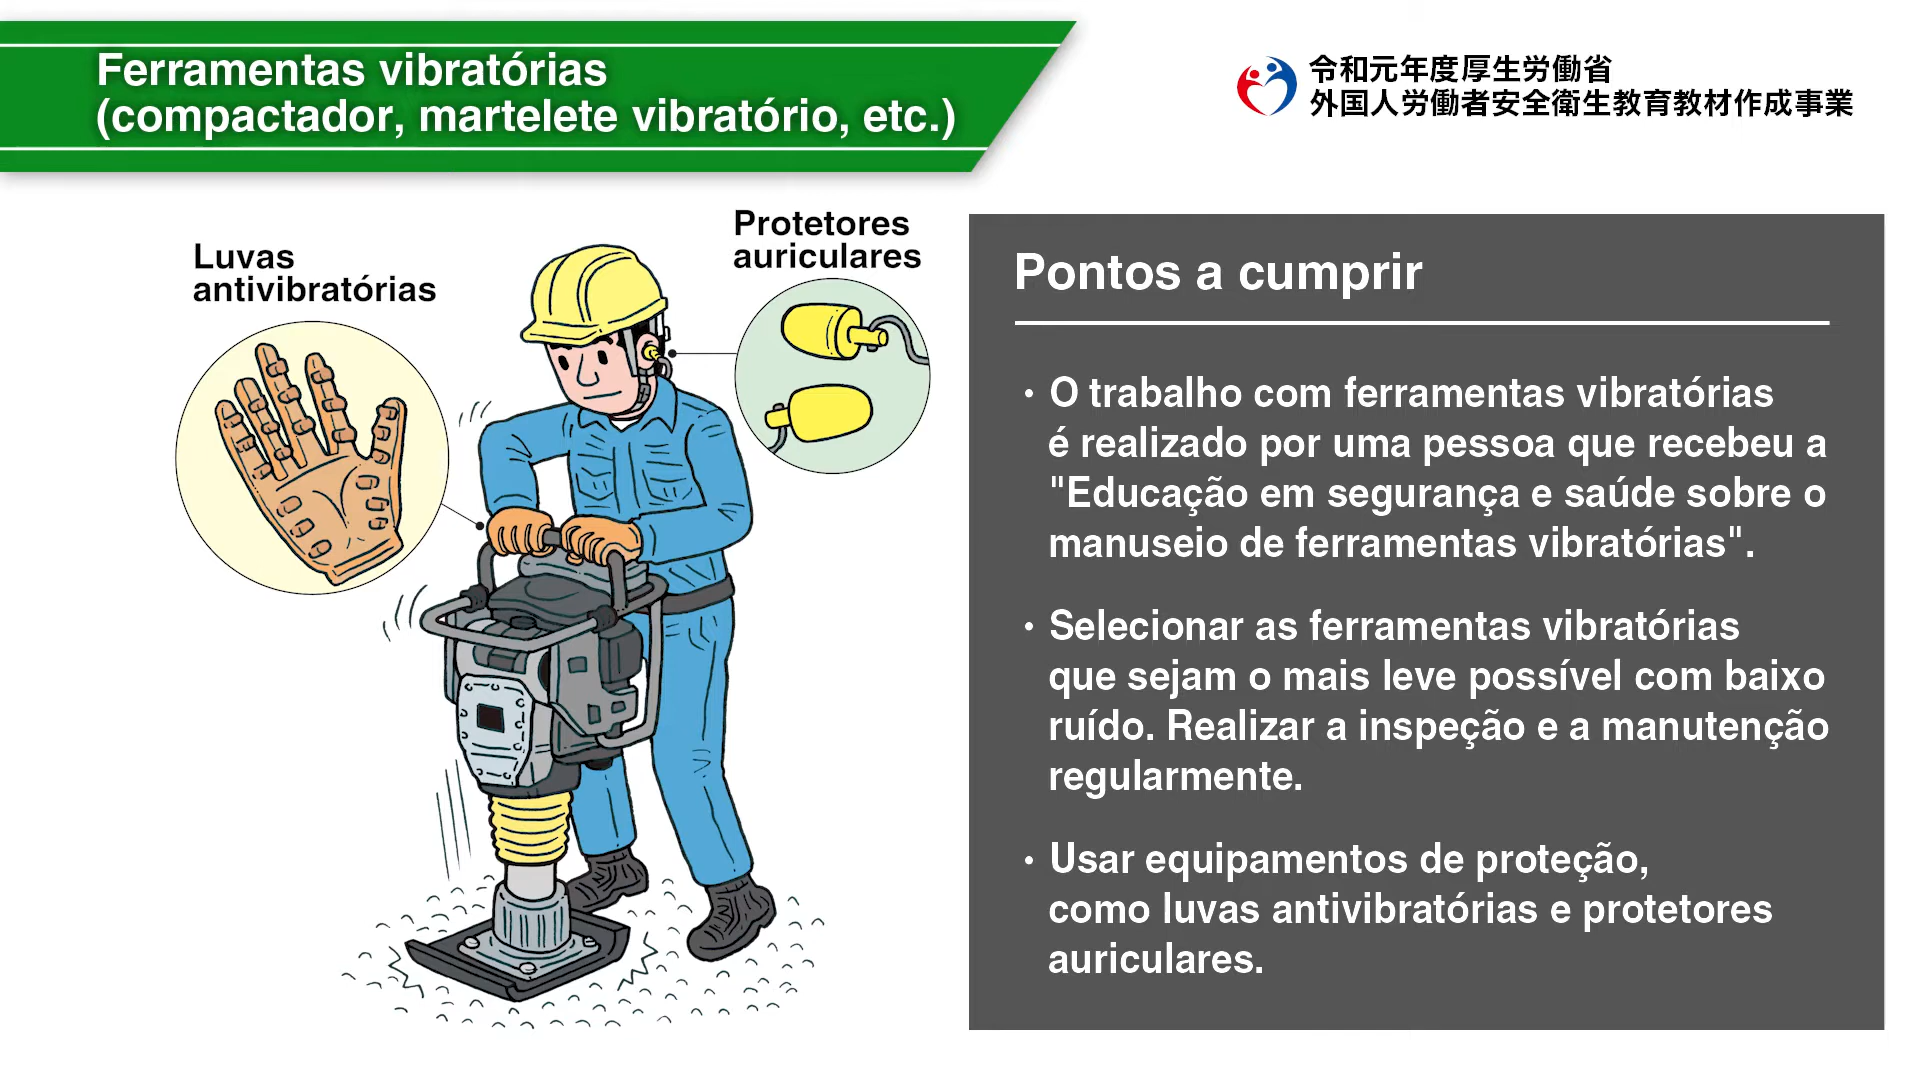 Ferramentas vibratórias
(compactador, martelete vibratório, etc.)
令和元年度厚生労働省
外国人労働者安全衛生教育教材作成事業
Luvas
antivibratórias
Protetores
auriculares
Pontos a cumprir
・O trabalho com ferramentas vibratórias
é realizado por uma pessoa que recebeu a
"Educação em segurança e saúde sobre o
manuseio de ferramentas vibratórias".
・Selecionar as ferramentas vibratórias
que sejam o mais leve possível com baixo
ruído. Realizar a inspeção e a manutenção
regularmente.
・Usar equipamentos de proteção,
como luvas antivibratórias e protetores
auriculares.